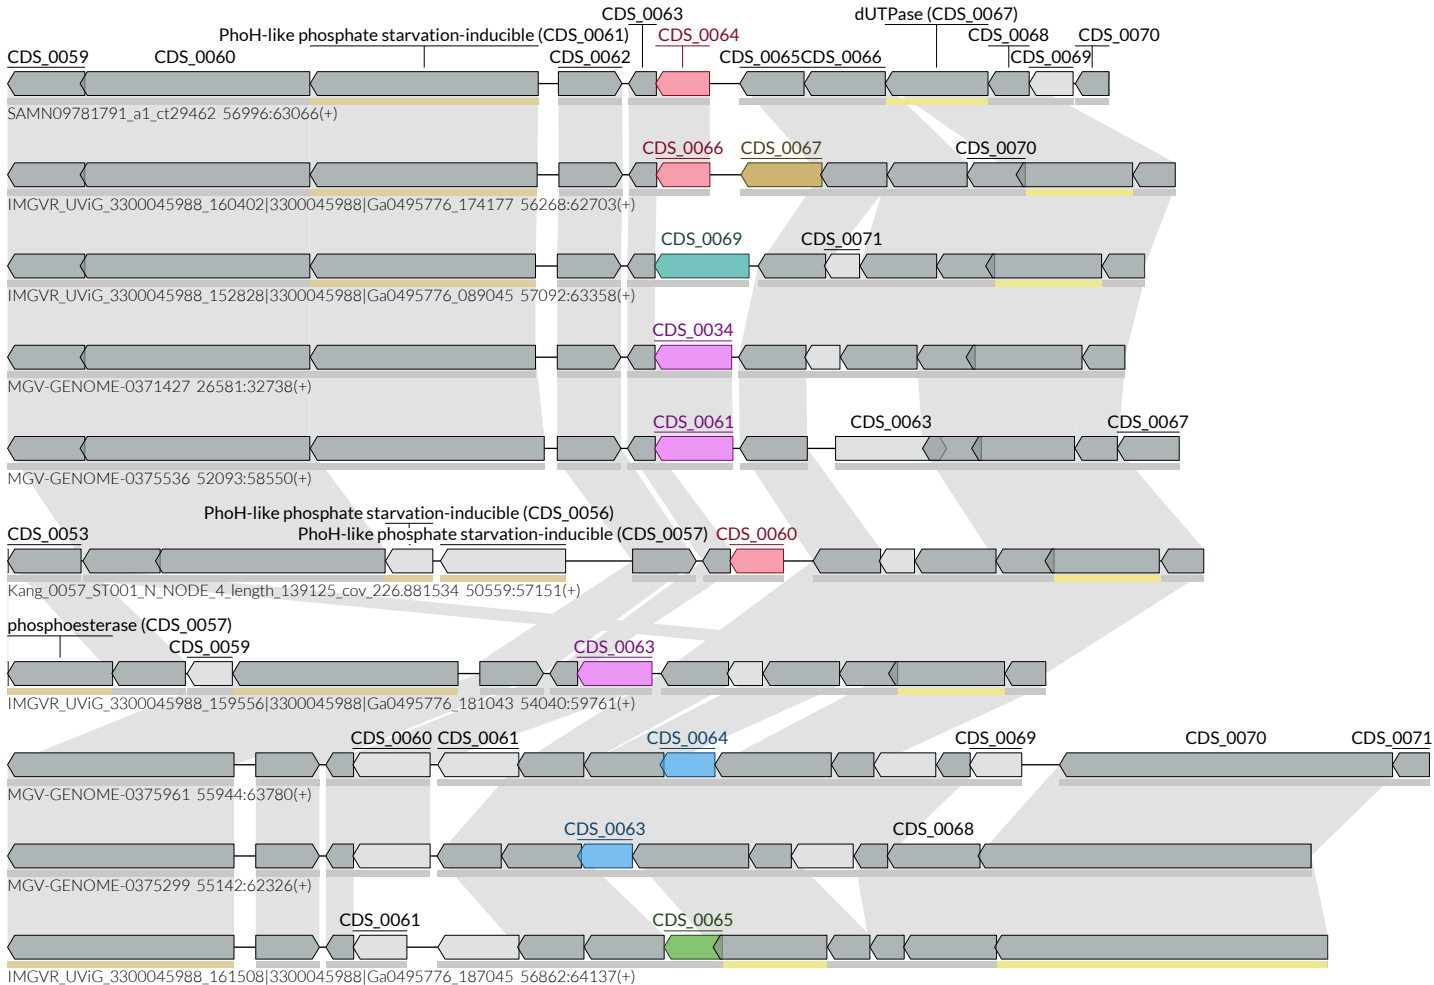 CDS_0063 dUTPase (CDS_0067)
PhoH-like phosphate starvation-inducible (CDS_0061) CDS_0064 CDS_0068 CDS_0070
CDS_0059 CDS_0060 CDS_0062 CDS_0065 CDS_0066 CDS_0069
SAMN09781791_a1_ct29462 56996:63066(+)
CDS_0066 CDS_0067 CDS_0070
IMGVR_UViG_3300045988_160402|3300045988|Ga0495776_174177 56268:62703(+)
CDS_0069 CDS_0071
IMGVR_UViG_3300045988_152828|3300045988|Ga0495776_089045 57092:63358(+)
CDS_0034
MGV-GENOME-0371427 26581:32738(+)
CDS_0061 CDS_0063 CDS_0067
MGV-GENOME-0375536 52093:58550(+)
PhoH-like phosphate starvation-inducible (CDS_0056)
CDS_0053 PhoH-like phosphate starvation-inducible (CDS_0057) CDS_0060
Kang_0057_ST001_N_NODE_4_length_139125_cov_226.881534 50559:57151(+)
phosphoesterase (CDS_0057)
CDS_0059 CDS_0063
IMGVR_UViG_3300045988_159556|3300045988|Ga0495776_181043 54040:59761(+)
CDS_0060 CDS_0061 CDS_0064 CDS_0069 CDS_0070 CDS_0071
MGV-GENOME-0375961 55944:63780(+)
CDS_0063 CDS_0068
MGV-GENOME-0375299 55142:62326(+)
CDS_0061 CDS_0065
IMGVR_UViG_3300045988_161508|3300045988|Ga0495776_187045 56862:64137(+)